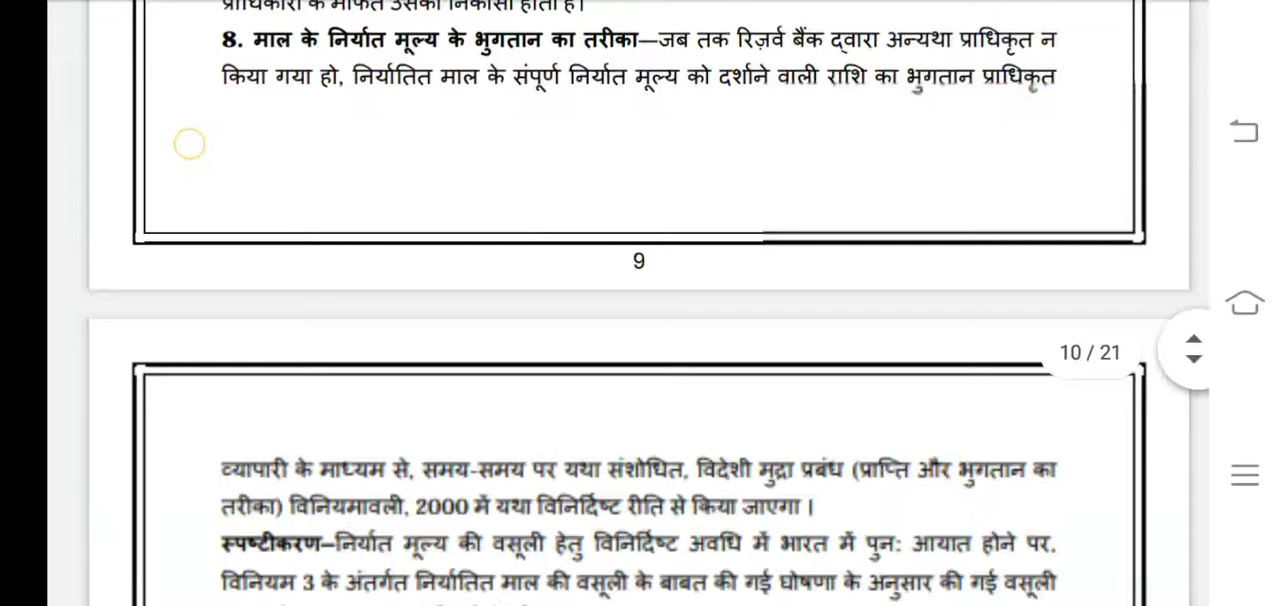 प्राधिकारी के मार्फत उसकी निकासी होती है।
8. माल के निर्यात मूल्य के भुगतान का तरीका—जब तक रिज़र्व बैंक द्वारा अन्यथा प्राधिकृत न
किया गया हो, निर्यातित माल के संपूर्ण निर्यात मूल्य को दर्शाने वाली राशि का भुगतान प्राधिकृत
9
10 / 21
व्यापारी के माध्यम से, समय-समय पर यथा संशोधित, विदेशी मुद्रा प्रबंध (प्राप्ति और भुगतान का
तरीका) विनियमावली, 2000 में यथा विनिर्दिष्ट रीति से किया जाएगा ।
स्पष्टीकरण–निर्यात मूल्य की वसूली हेतु विनिर्दिष्ट अवधि में भारत में पुन: आयात होने पर,
विनियम 3 के अंतर्गत निर्यातित माल की वसूली के बाबत की गई घोषणा के अनुसार की गई वसूली